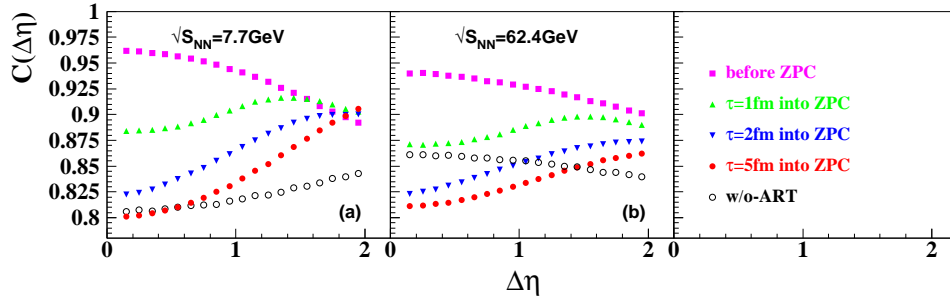 C(Δη)
1
0.975
0.95
0.925
0.9
0.875
0.85
0.825
0.8
√S_NN=7.7GeV
(a)
0 1 2
√S_NN=62.4GeV
(b)
0 1 2
before ZPC
τ=1fm into ZPC
τ=2fm into ZPC
τ=5fm into ZPC
w/o-ART
0 1 2
Δη